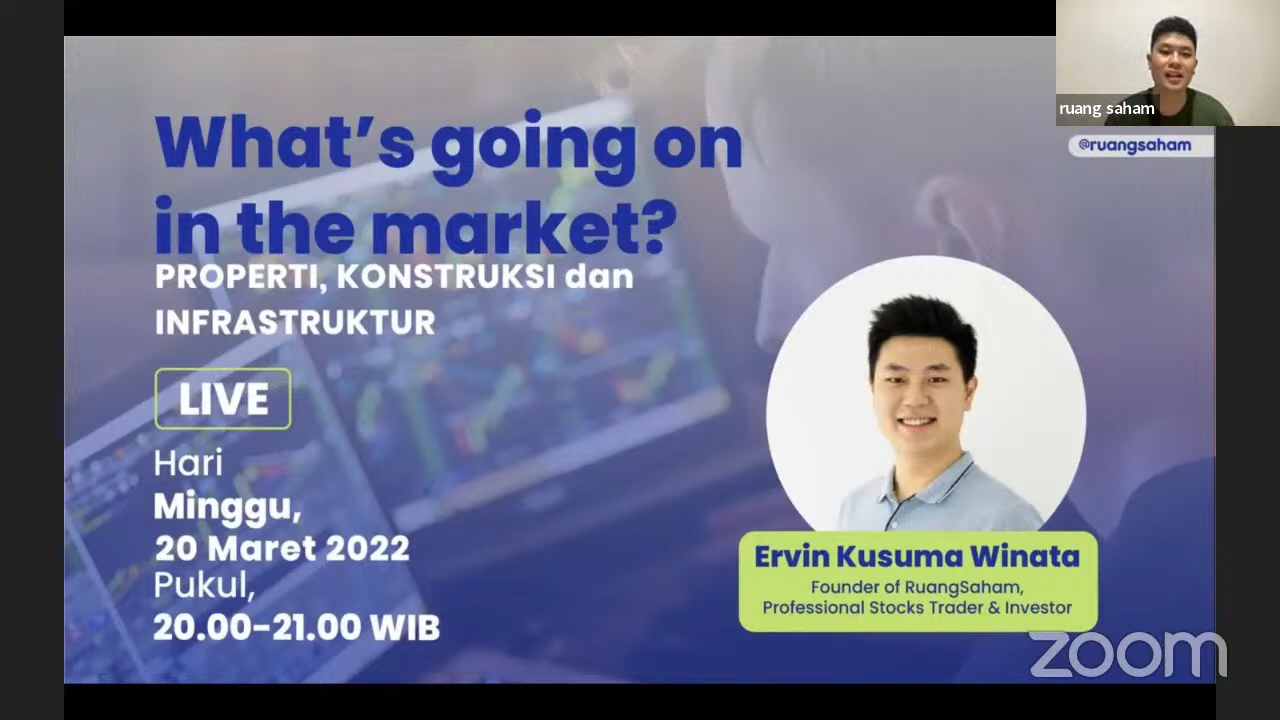 ruang saham
@ruangsaham
What's going on
in the market?
PROPERTI, KONSTRUKSI dan
INFRASTRUKTUR
LIVE
Hari
Minggu,
20 Maret 2022
Pukul,
20.00-21.00 WIB
Ervin Kusuma Winata
Founder of RuangSaham,
Professional Stocks Trader & Investor
zoom